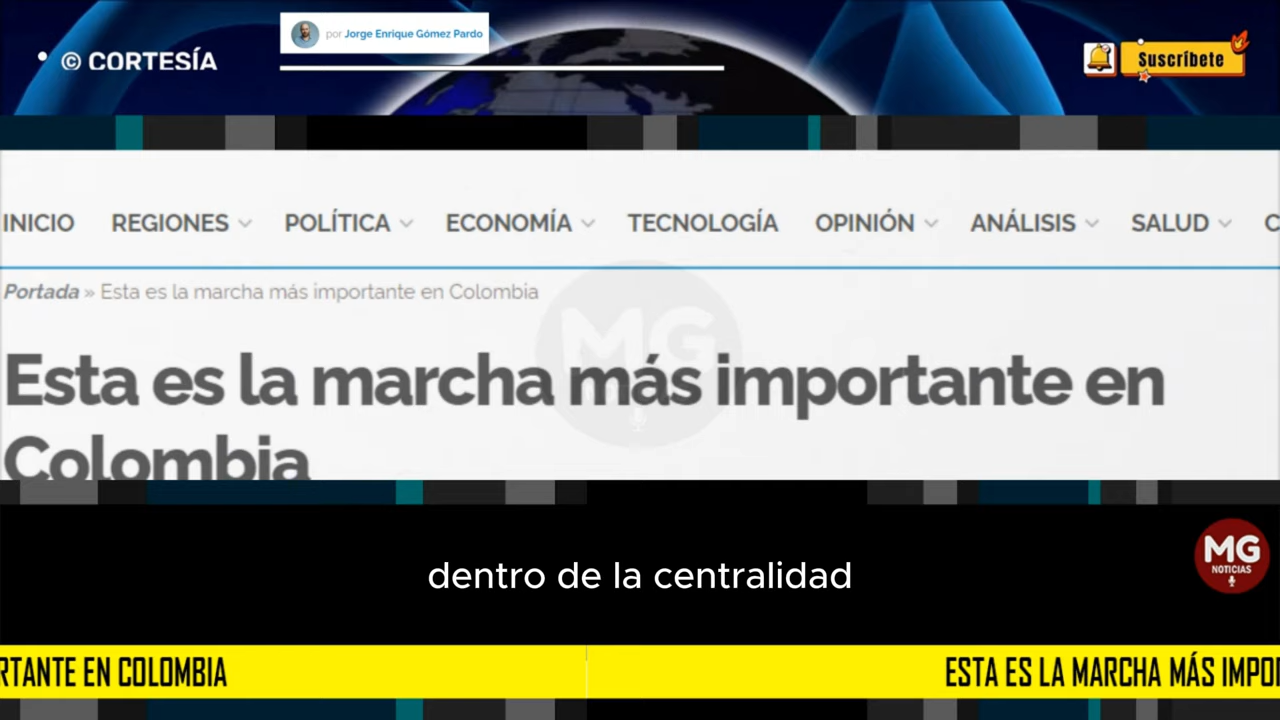 © CORTESÍA
por Jorge Enrique Gómez Pardo
Suscríbete
INICIO REGIONES POLÍTICA ECONOMÍA TECNOLOGÍA OPINIÓN ANÁLISIS SALUD C
Portada » Esta es la marcha más importante en Colombia
MG
Esta es la marcha más importante en
Colombia
dentro de la centralidad
MG
NOTICIAS
RTANTE EN COLOMBIA
ESTA ES LA MARCHA MÁS IMPO